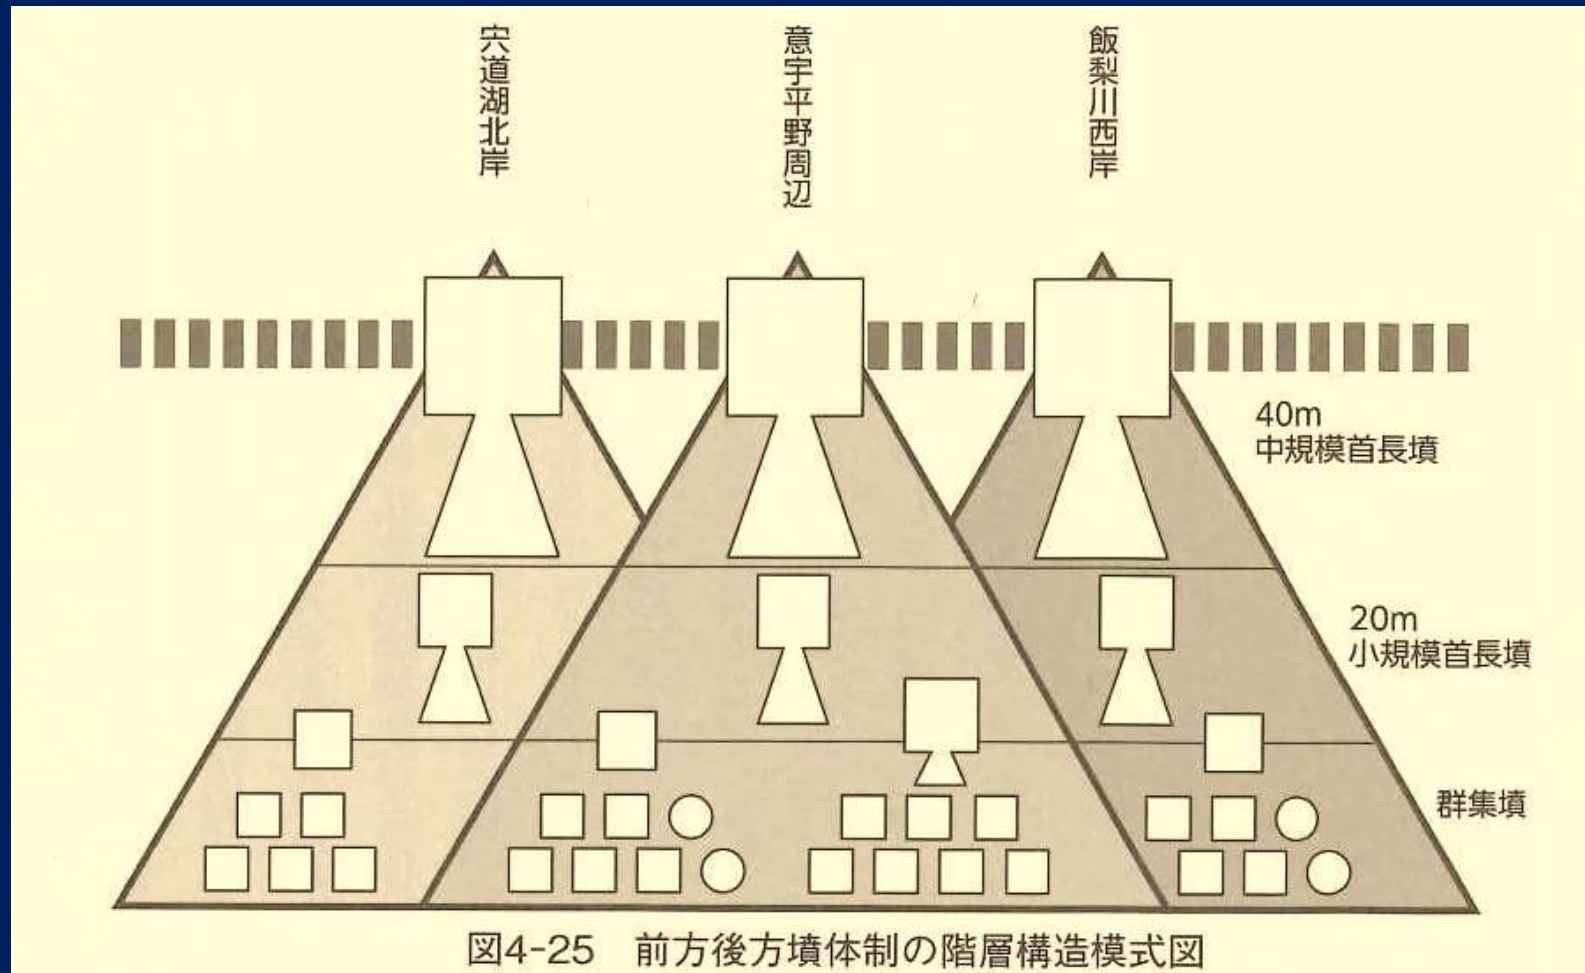 宍道湖北岸
意宇平野周辺
飯梨川西岸
40m
中規模首長墳
20m
小規模首長墳
群集墳
図4-25 前方後方墳体制の階層構造模式図